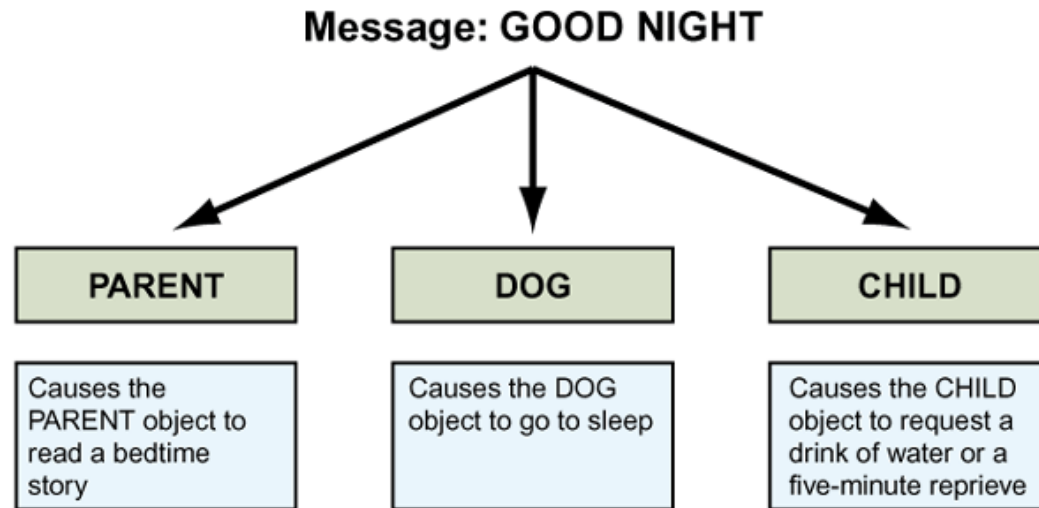 Message: GOOD NIGHT
PARENT
DOG
CHILD
Causes the
PARENT object to
read a bedtime
story
Causes the DOG
object to go to sleep
Causes the CHILD
object to request a
drink of water or a
five-minute reprieve